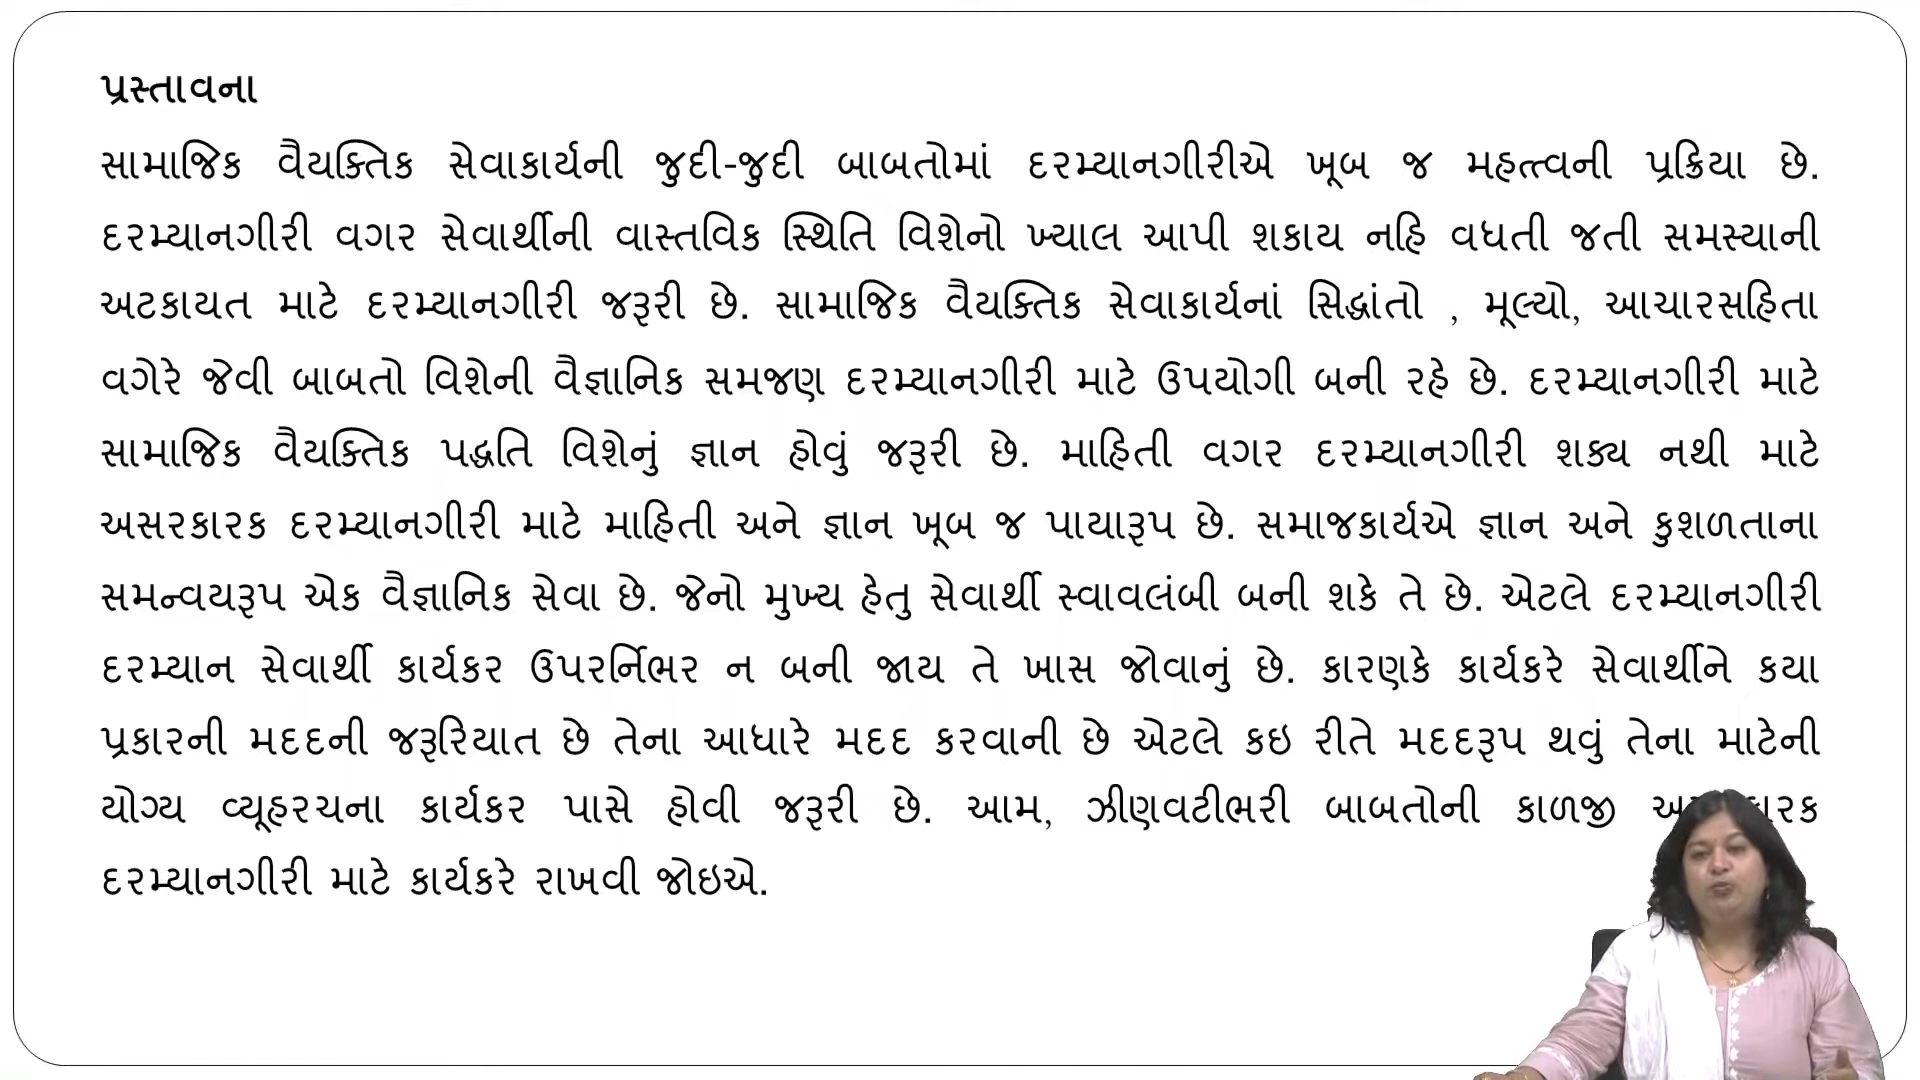 પ્રસ્તાવના
સામાજિક વૈયક્તિક સેવાકાર્યની જુદી-જુદી બાબતોમાં દરમ્યાનગીરીએ ખૂબ જ મહત્ત્વની પ્રક્રિયા છે.
દરમ્યાનગીરી વગર સેવાર્થીની વાસ્તવિક સ્થિતિ વિશેનો ખ્યાલ આપી શકાય નહિ વધતી જતી સમસ્યાની
અટકાયત માટે દરમ્યાનગીરી જરૂરી છે. સામાજિક વૈયક્તિક સેવાકાર્યનાં સિદ્ધાંતો , મૂલ્યો, આચારસહિતા
વગેરે જેવી બાબતો વિશેની વૈજ્ઞાનિક સમજણ દરમ્યાનગીરી માટે ઉપયોગી બની રહે છે. દરમ્યાનગીરી માટે
સામાજિક વૈયક્તિક પદ્ધતિ વિશેનું જ્ઞાન હોવું જરૂરી છે. માહિતી વગર દરમ્યાનગીરી શક્ય નથી માટે
અસરકારક દરમ્યાનગીરી માટે માહિતી અને જ્ઞાન ખૂબ જ પાયારૂપ છે. સમાજકાર્યએ જ્ઞાન અને કુશળતાના
સમન્વયરૂપ એક વૈજ્ઞાનિક સેવા છે. જેનો મુખ્ય હેતુ સેવાર્થી સ્વાવલંબી બની શકે તે છે. એટલે દરમ્યાનગીરી
દરમ્યાન સેવાર્થી કાર્યકર ઉપરર્નિભર ન બની જાય તે ખાસ જોવાનું છે. કારણકે કાર્યકરે સેવાર્થીને કયા
પ્રકારની મદદની જરૂરિયાત છે તેના આધારે મદદ કરવાની છે એટલે કઇ રીતે મદદરૂપ થવું તેના માટેની
યોગ્ય વ્યૂહરચના કાર્યકર પાસે હોવી જરૂરી છે. આમ, ઝીણવટીભરી બાબતોની કાળજી
દરમ્યાનગીરી માટે કાર્યકરે રાખવી જોઇએ.